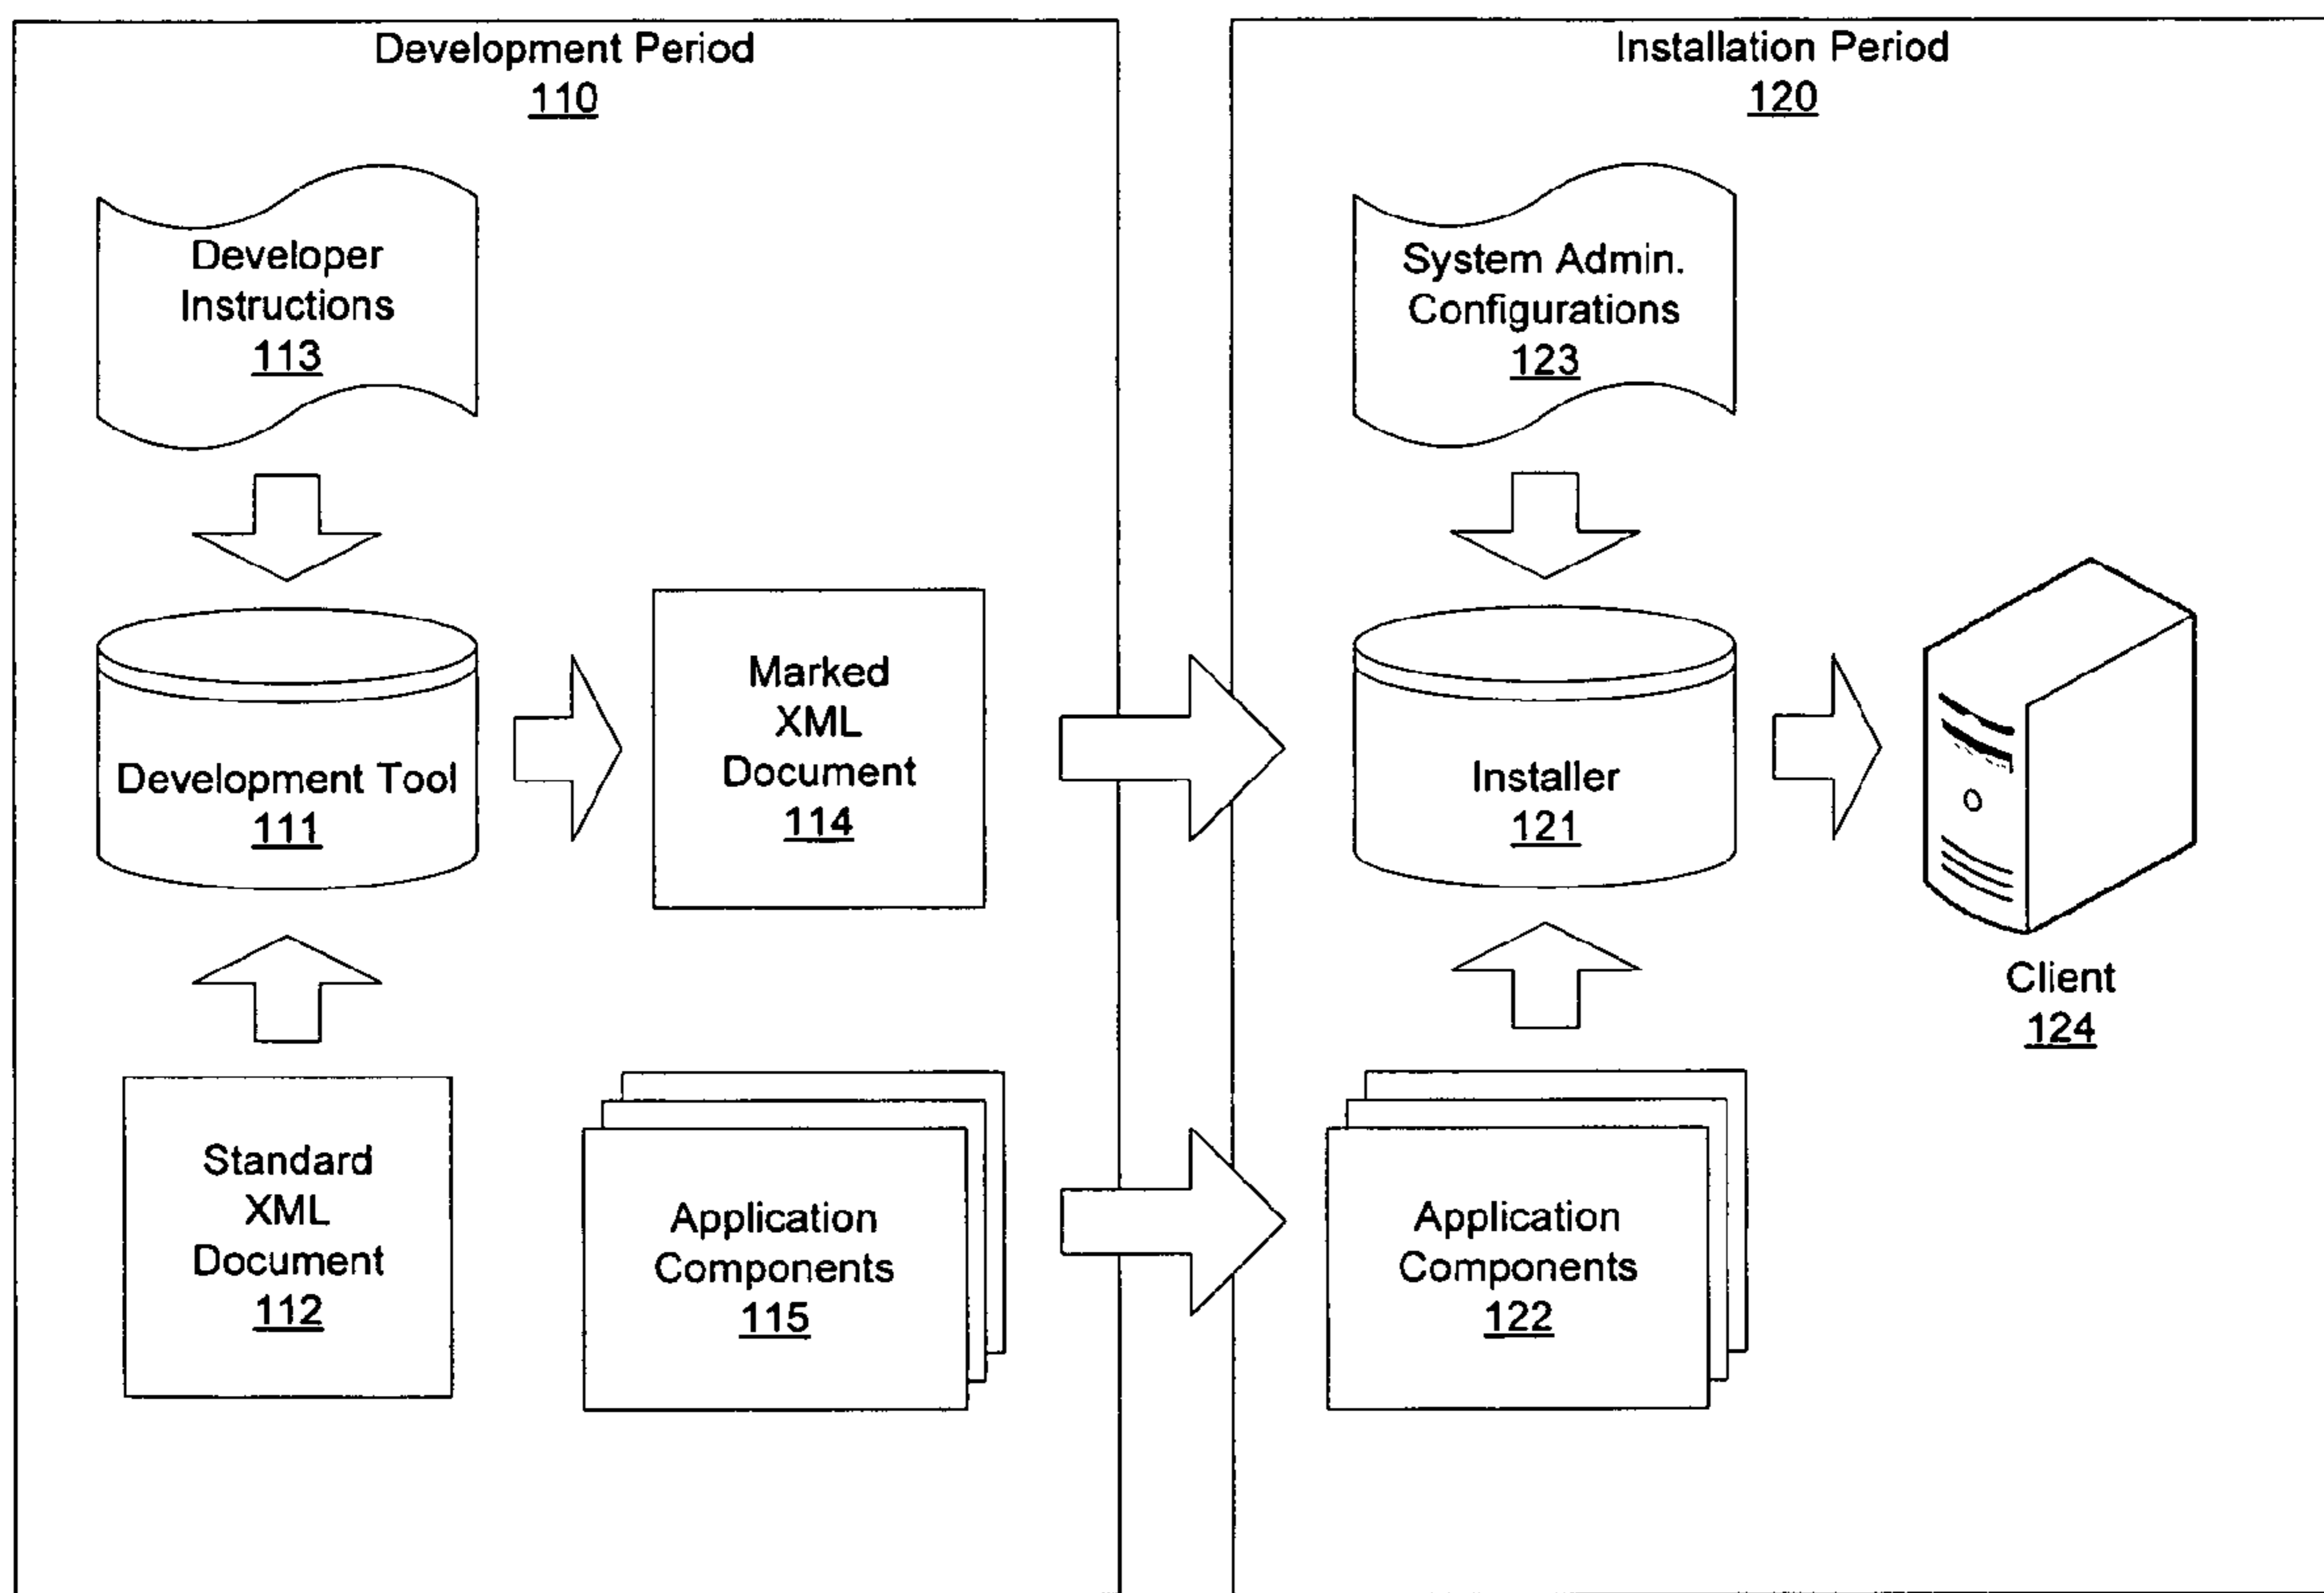 Development Period
110
Developer
Instructions
113
Development Tool
111
Marked
XML
Document
114
Standard
XML
Document
112
Application
Components
115
Installation Period
120
System Admin.
Configurations
123
Installer
121
Client
124
Application
Components
122